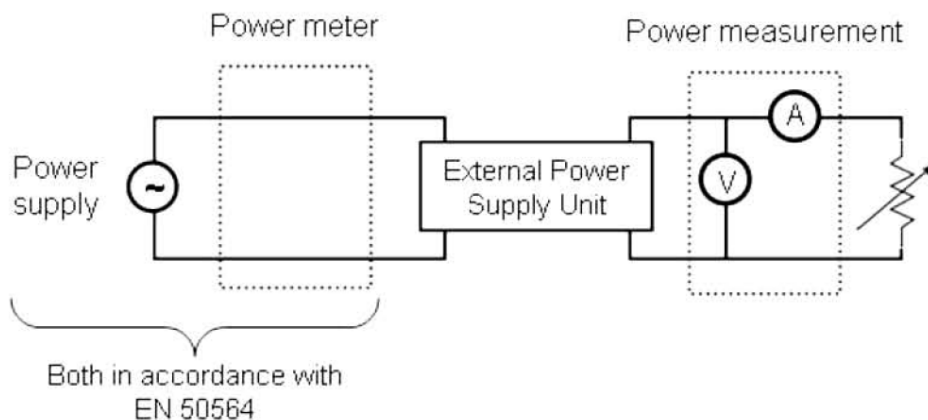 Power meter
Power measurement
Power
supply
~
External Power
Supply Unit
A
V
Both in accordance with
EN 50564